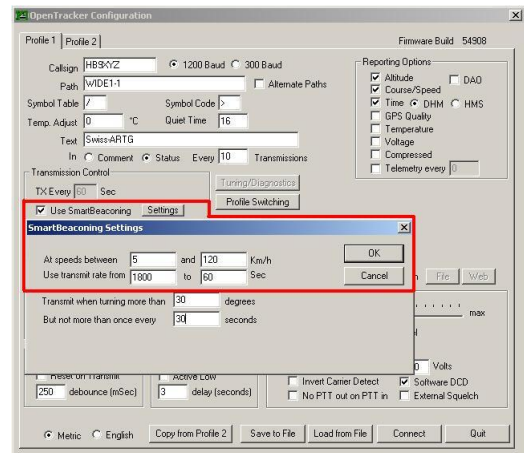 OpenTracker Configuration
Profile 1 Profile 2 Firmware Build 54908
Callsign HB9XYZ 1200 Baud 300 Baud
Path WIDE1-1 Alternate Paths
Symbol Table / Symbol Code >
Temp. Adjust 0 °C Quiet Time 16
Text Swiss-ARTG
In Comment Status Every 10 Transmissions
Reporting Options
Altitude DAO
Course/Speed
Time DHM HMS
GPS Quality
Temperature
Voltage
Compressed
Telemetry every 0
Transmission Control
TX Every 60 Sec
Tuning/Diagnostics
Use SmartBeaconing Settings Profile Switching
SmartBeaconing Settings
At speeds between 5 and 120 Km/h OK
Use transmit rate from 1800 to 60 Sec Cancel
File Web
Transmit when turning more than 30 degrees
max
But not more than once every 30 seconds
0 Volts
Reset on Transmit Active Low Invert Carrier Detect Software DCD
250 debounce (mSec) 3 delay (seconds) No PTT out on PTT in External Squelch
Metric English Copy from Profile 2 Save to File Load from File Connect Quit